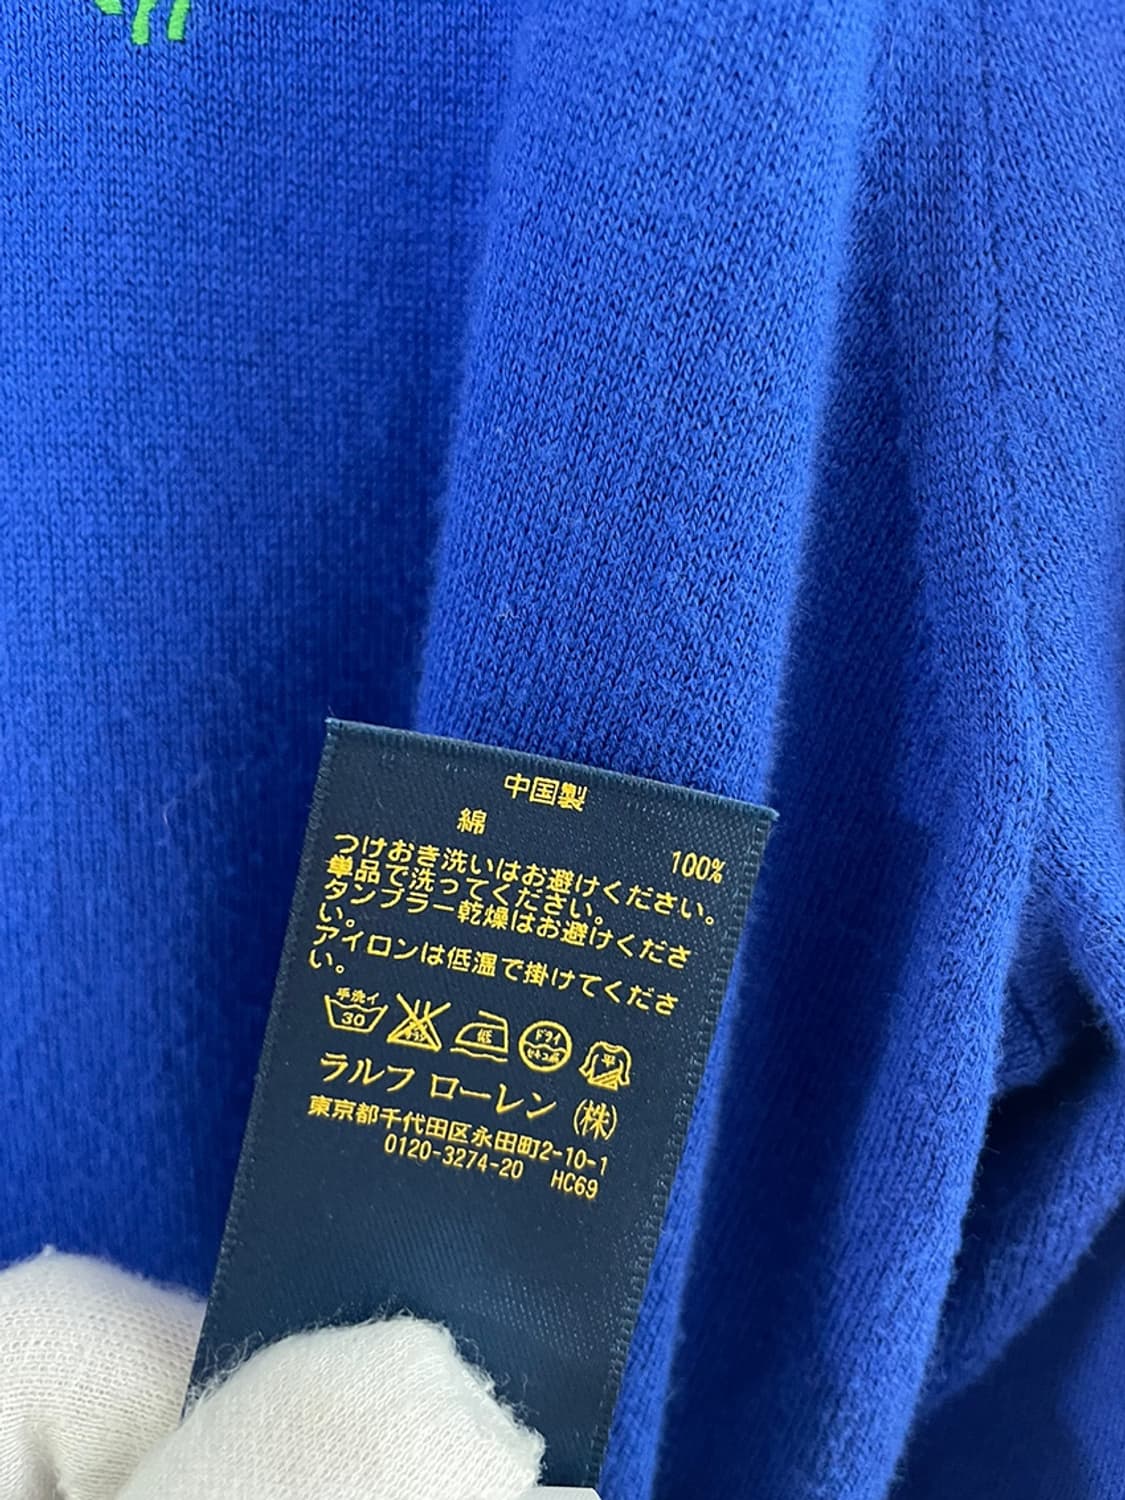 中国製
綿 100%
つけおき洗いはお避けください。
単品で洗ってください。
タンブラー乾燥はお避けくださ
い。
アイロンは低温で掛けてくださ
い。
手洗イ
30
低
ドライ
平
ラルフ ローレン (株)
東京都千代田区永田町2-10-1
0120-3274-20 HC69